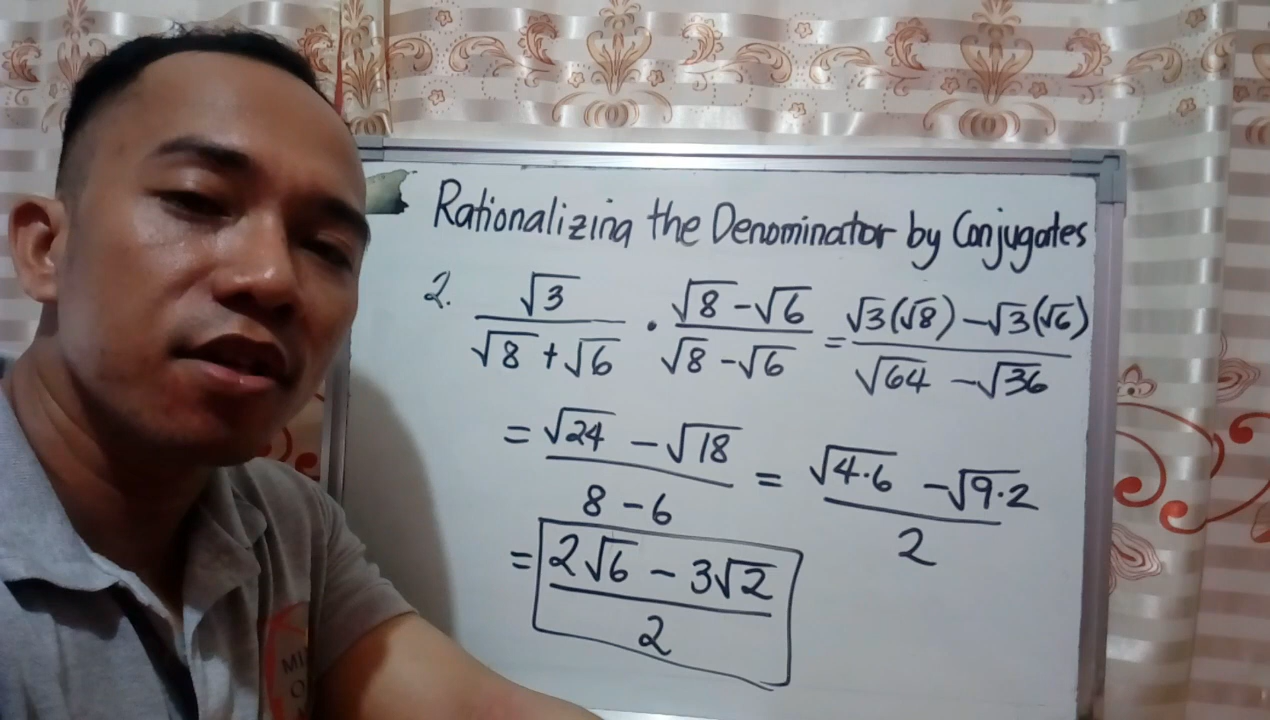 Rationalizing the Denominator by Conjugates
2. √3/(√8 + √6) · (√8 - √6)/(√8 - √6) = (√3(√8) - √3(√6))/(√64 - √36)
= (√24 - √18)/(8 - 6) = (√4·6 - √9·2)/2
= (2√6 - 3√2)/2